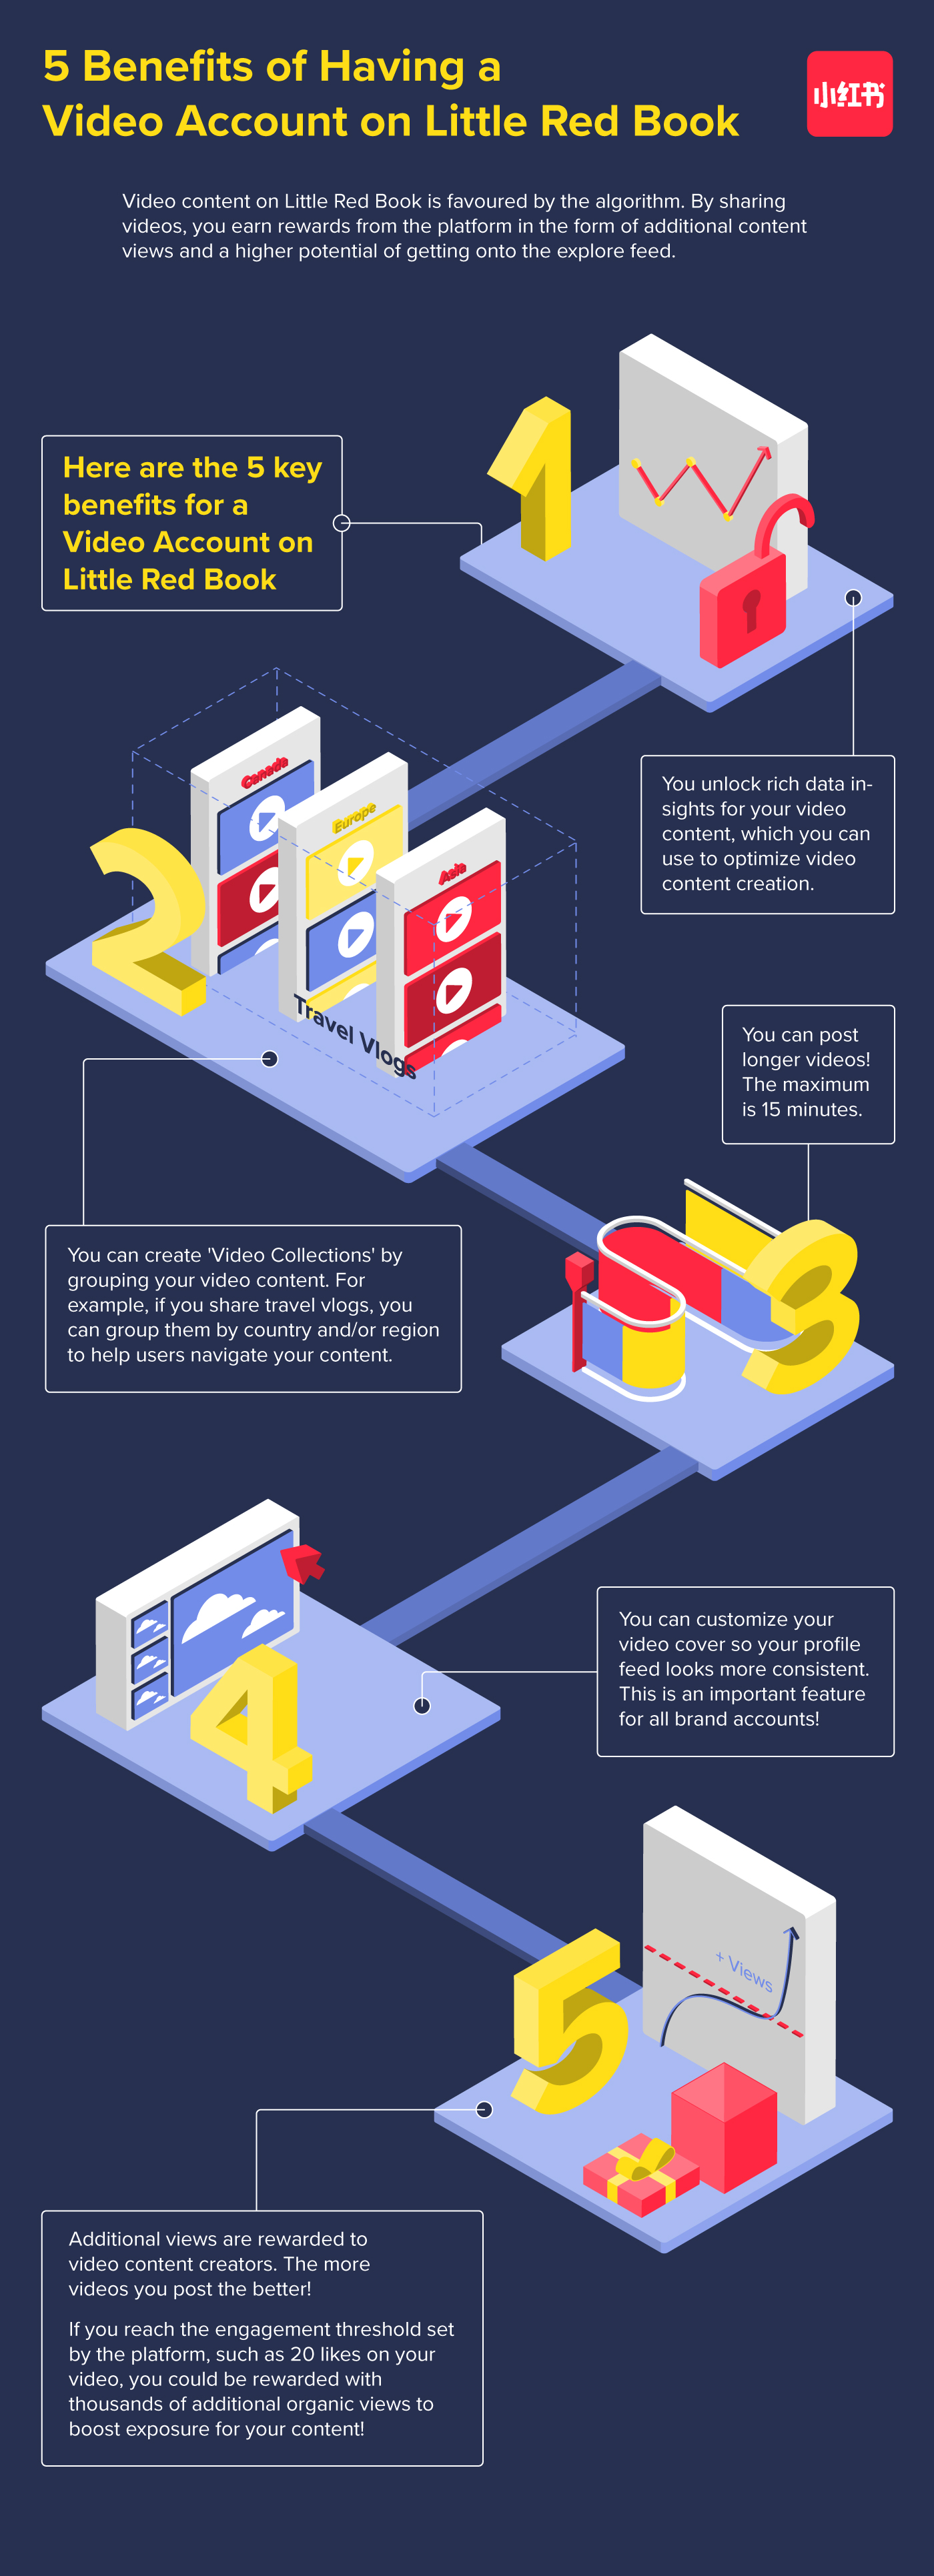 5 Benefits of Having a
Video Account on Little Red Book
小红书
Video content on Little Red Book is favoured by the algorithm. By sharing
videos, you earn rewards from the platform in the form of additional content
views and a higher potential of getting onto the explore feed.
1
Here are the 5 key
benefits for a
Video Account on
Little Red Book
You unlock rich data in-
sights for your video
content, which you can
use to optimize video
content creation.
2
Canada
Europe
Asia
Travel Vlogs
You can create 'Video Collections' by
grouping your video content. For
example, if you share travel vlogs, you
can group them by country and/or region
to help users navigate your content.
You can post
longer videos!
The maximum
is 15 minutes.
3
4
You can customize your
video cover so your profile
feed looks more consistent.
This is an important feature
for all brand accounts!
5
+ Views
Additional views are rewarded to
video content creators. The more
videos you post the better!
If you reach the engagement threshold set
by the platform, such as 20 likes on your
video, you could be rewarded with
thousands of additional organic views to
boost exposure for your content!